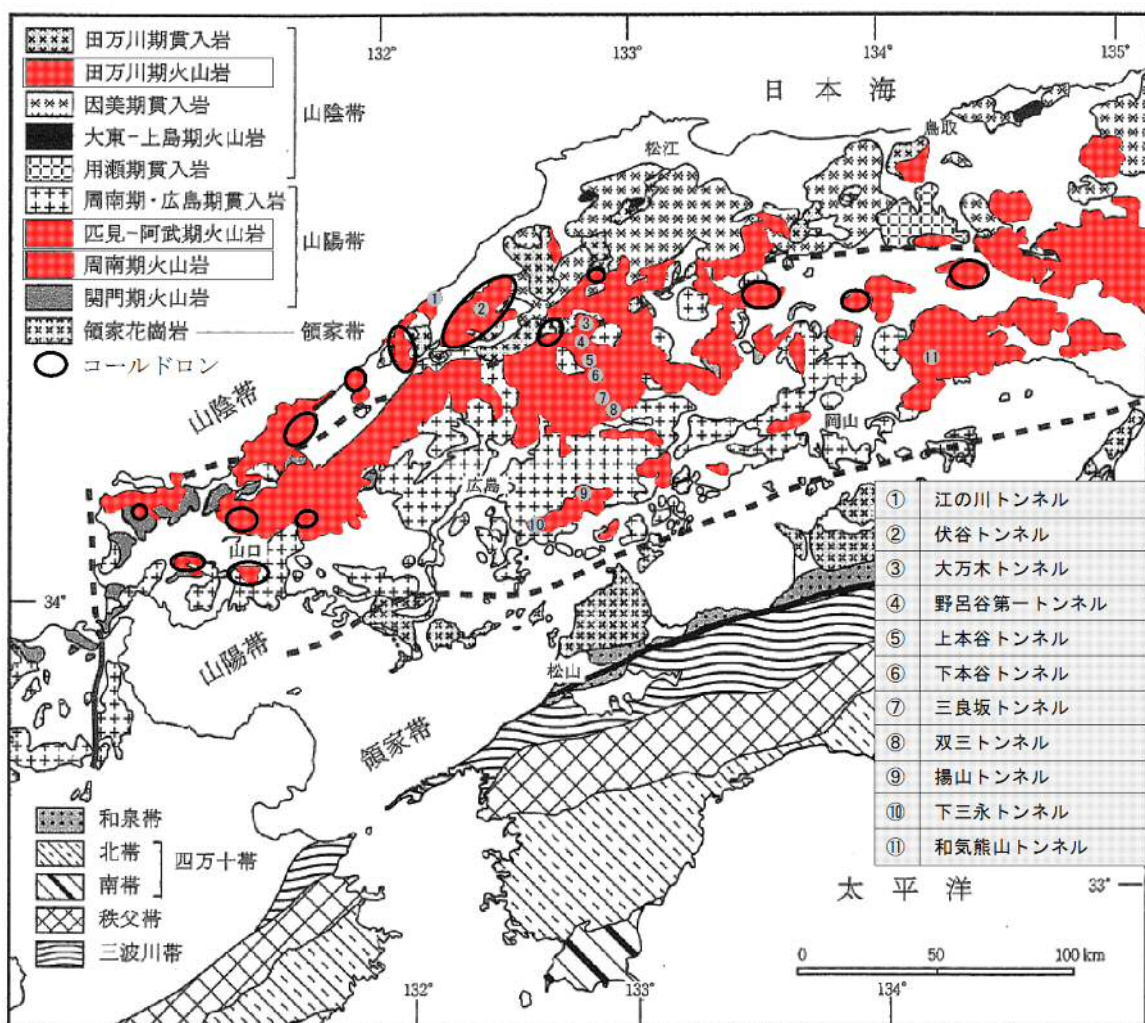 132°
133°
134°
135°
田万川期貫入岩
田万川期火山岩
因美期貫入岩
大東－上島期火山岩
用瀬期貫入岩
山陰帯
周南期・広島期貫入岩
匹見－阿武期火山岩
周南期火山岩
関門期火山岩
山陽帯
領家花崗岩
領家帯
コールドロン
日本海
鳥取
松江
①
②
③
④
⑤
⑥
⑦
⑧
⑪
山陰帯
岡山
広島
⑨
⑩
山口
34°
山陽帯
松山
領家帯
① 江の川トンネル
② 伏谷トンネル
③ 大万木トンネル
④ 野呂谷第一トンネル
⑤ 上本谷トンネル
⑥ 下本谷トンネル
⑦ 三良坂トンネル
⑧ 双三トンネル
⑨ 揚山トンネル
⑩ 下三永トンネル
⑪ 和気熊山トンネル
和泉帯
北帯
南帯
四万十帯
秩父帯
三波川帯
太平洋
33°
0 50 100 km
132°
133°
134°